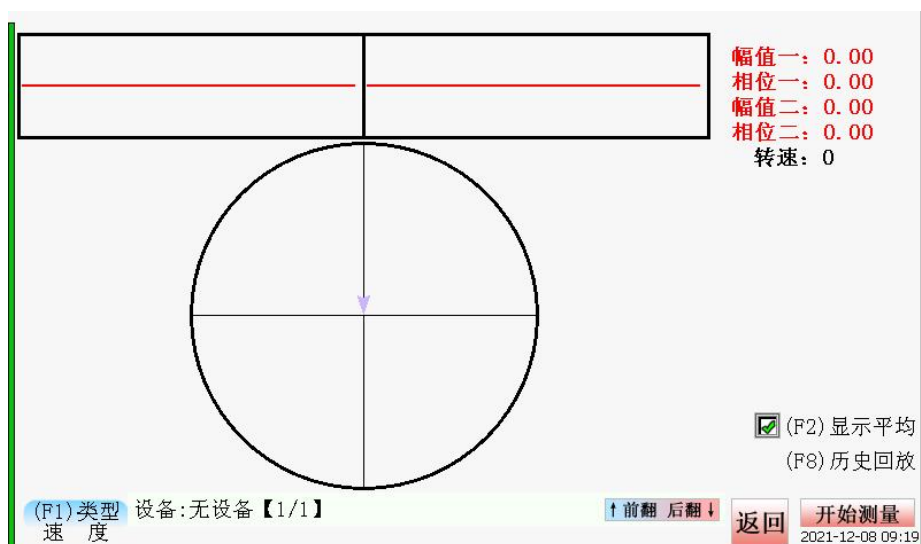 幅值一：0.00
相位一：0.00
幅值二：0.00
相位二：0.00
转速：0
(F2)显示平均
(F8)历史回放
(F1)类型 设备:无设备【1/1】 ↑前翻 后翻↓ 返回 开始测量
速 度 2021-12-08 09:19